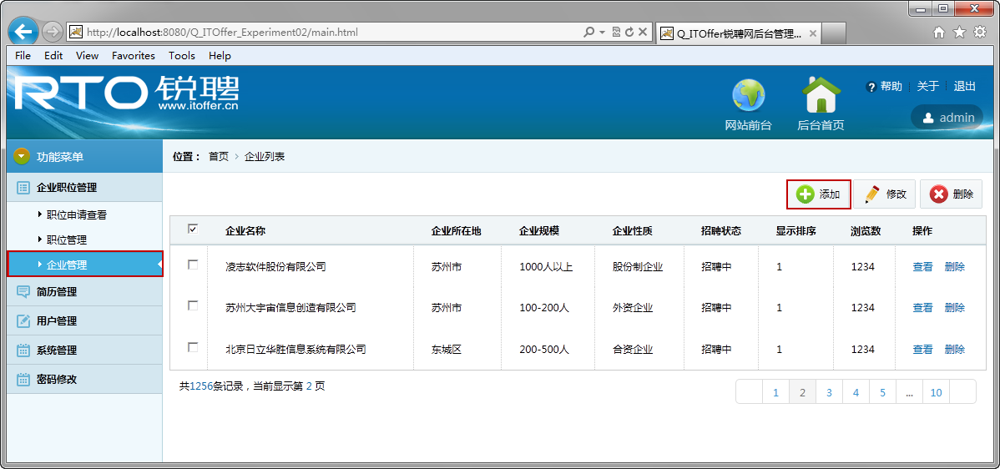 http://localhost:8080/Q_ITOffer_Experiment02/main.html
Q_ITOffer锐聘网后台管理...
File Edit View Favorites Tools Help
RTO 锐聘
www.itoffer.cn
网站前台
后台首页
帮助 关于 退出
admin
功能菜单
位置： 首页 › 企业列表
企业职位管理
职位申请查看
职位管理
企业管理
简历管理
用户管理
系统管理
密码修改
添加 修改 删除
企业名称 企业所在地 企业规模 企业性质 招聘状态 显示排序 浏览数 操作
凌志软件股份有限公司 苏州市 1000人以上 股份制企业 招聘中 1 1234 查看 删除
苏州大宇宙信息创造有限公司 苏州市 100-200人 外资企业 招聘中 1 1234 查看 删除
北京日立华胜信息系统有限公司 东城区 200-500人 合资企业 招聘中 1 1234 查看 删除
共1256条记录，当前显示第 2 页
1 2 3 4 5 ... 10